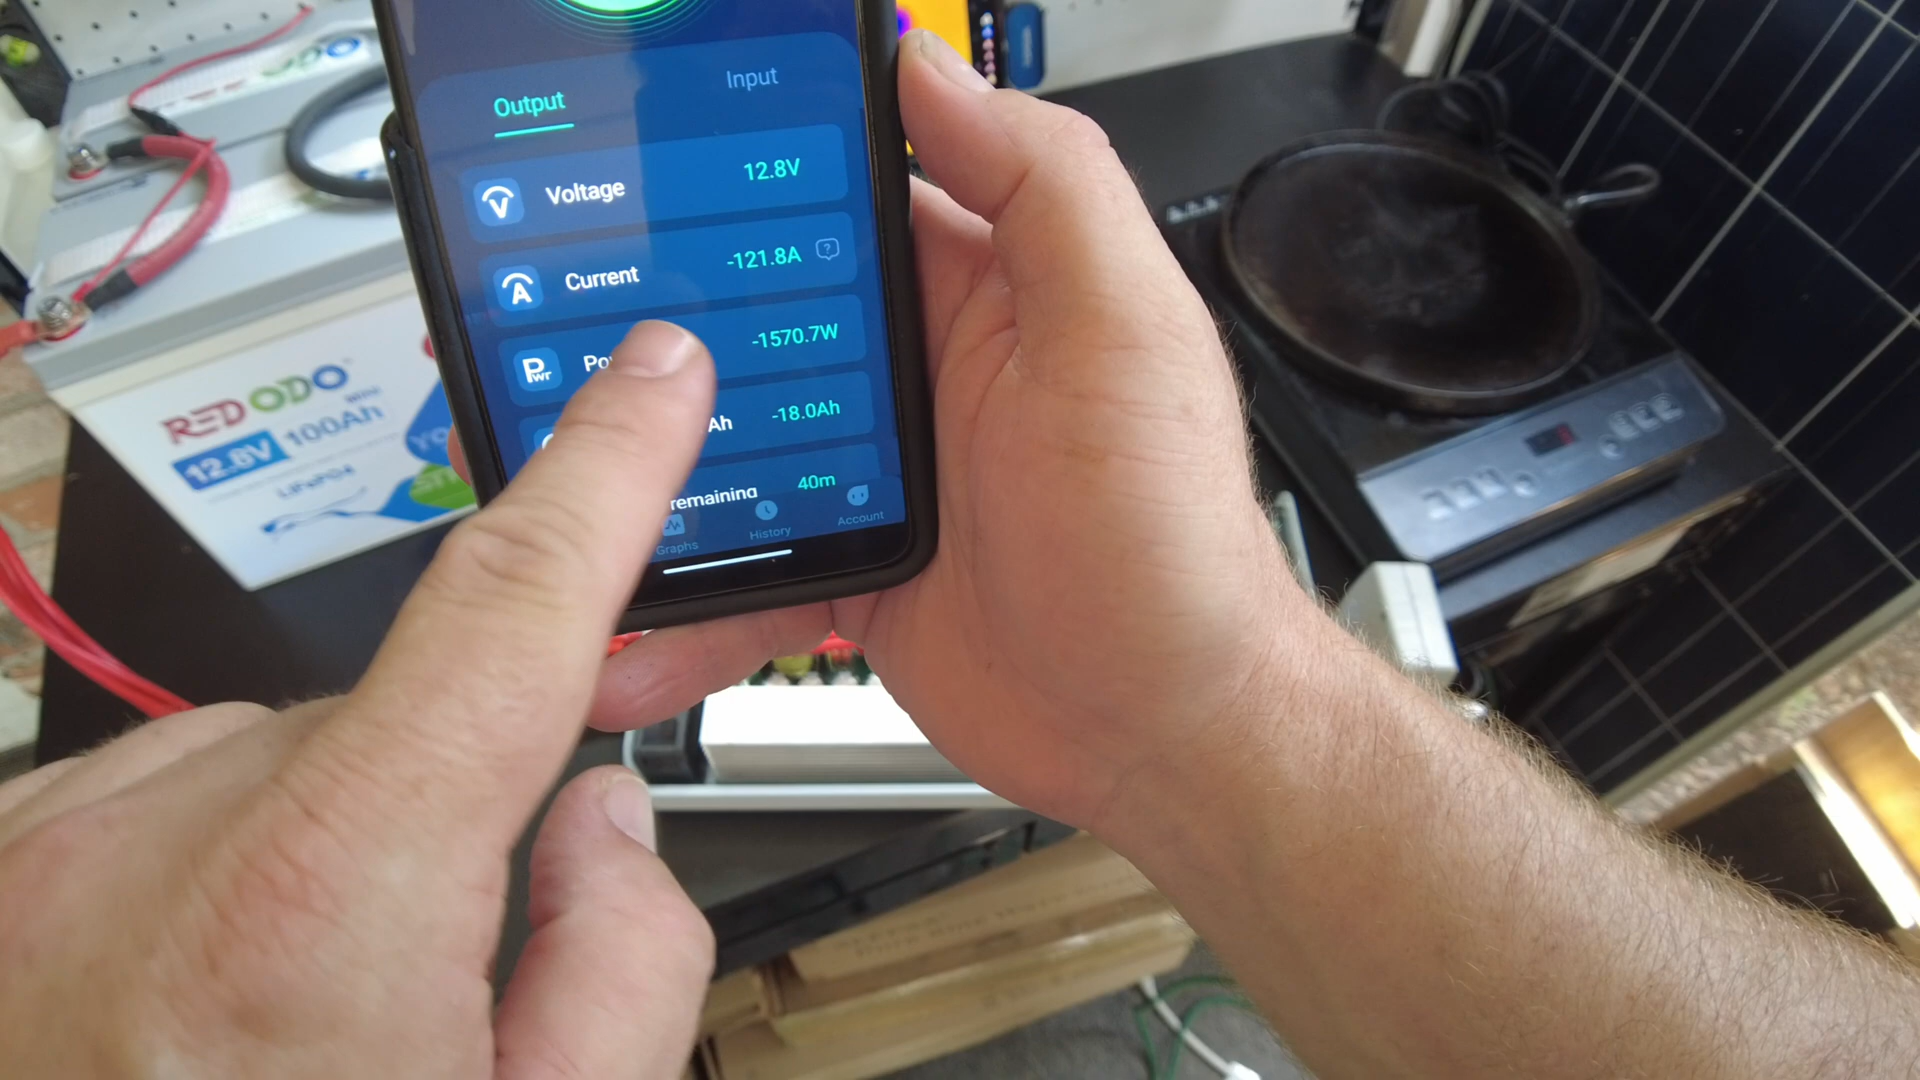 Output
Input
Voltage
12.8V
Current
-121.8A
Po
-1570.7W
Pwr
Ah
-18.0Ah
remaining
40m
Graphs
History
Account
REDODO
12.8V 100Ah
LiFePO4